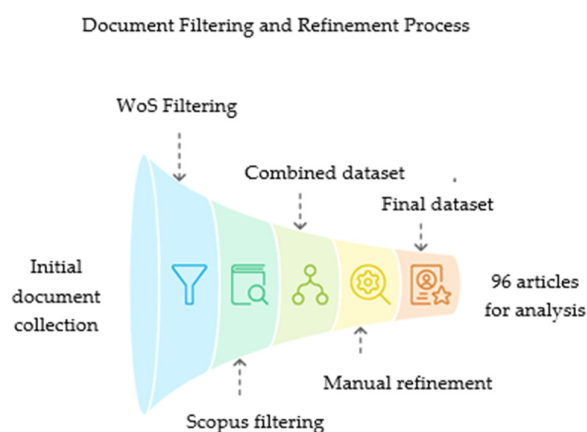 Document Filtering and Refinement Process
WoS Filtering
Combined dataset
Final dataset
Initial
document
collection
96 articles
for analysis
Manual refinement
Scopus filtering